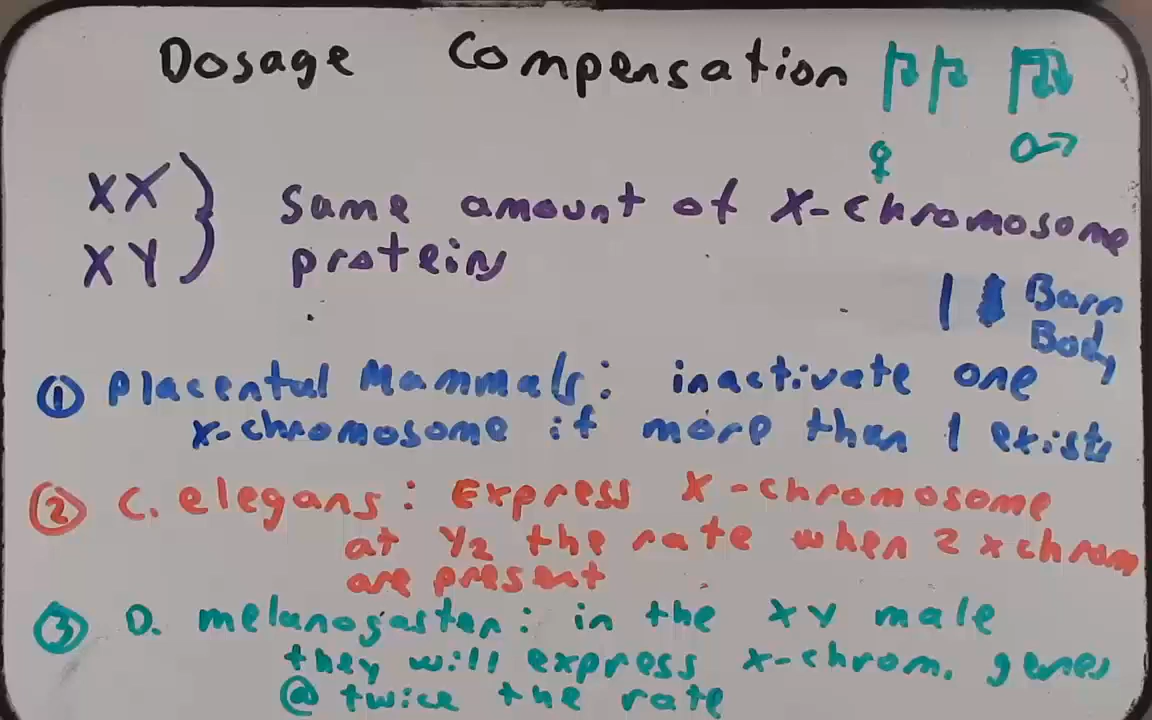 Dosage Compensation
♀ ♂
XX } same amount of X-chromosome
XY } proteins
Barr
Body
① Placental Mammals: inactivate one
x-chromosome if more than 1 exists
② C. elegans: Express X-chromosome
at 1/2 the rate when 2 x chrom
are present
③ D. melanogaster: in the XY male
they will express x-chrom. genes
@ twice the rate